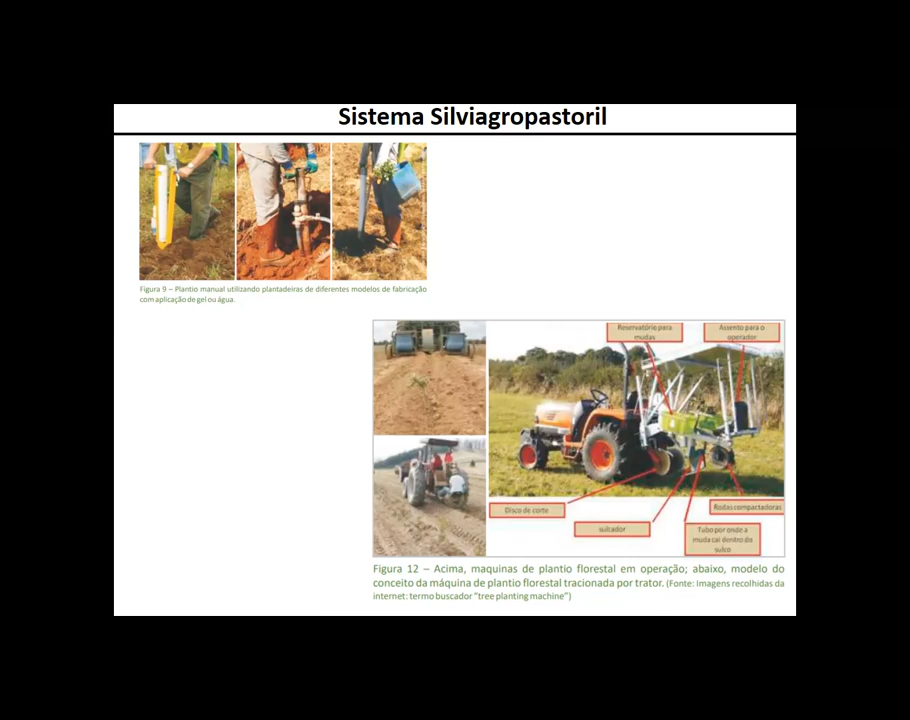 Sistema Silviagropastoril
Figura 9 – Plantio manual utilizando plantadeiras de diferentes modelos de fabricação
com aplicação de gel ou água.
Reservatório para
mudas
Assento para o
operador
Disco de corte
sulcador
Rodas compactadoras
Tubo por onde a
muda cai dentro do
sulco
Figura 12 – Acima, maquinas de plantio florestal em operação; abaixo, modelo do
conceito da máquina de plantio florestal tracionada por trator. (Fonte: Imagens recolhidas da
internet: termo buscador “tree planting machine”)